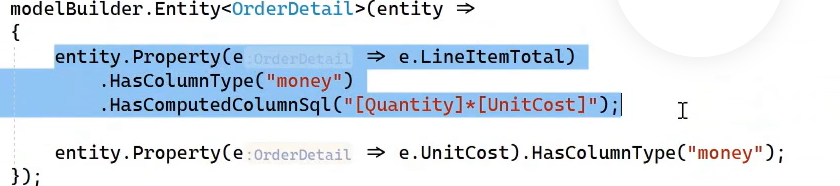 modelBuilder.Entity<OrderDetail>(entity ⇒
{
entity.Property(e :OrderDetail ⇒ e.LineItemTotal)
.HasColumnType("money")
.HasComputedColumnSql("[Quantity]*[UnitCost]");
entity.Property(e :OrderDetail ⇒ e.UnitCost).HasColumnType("money");
});